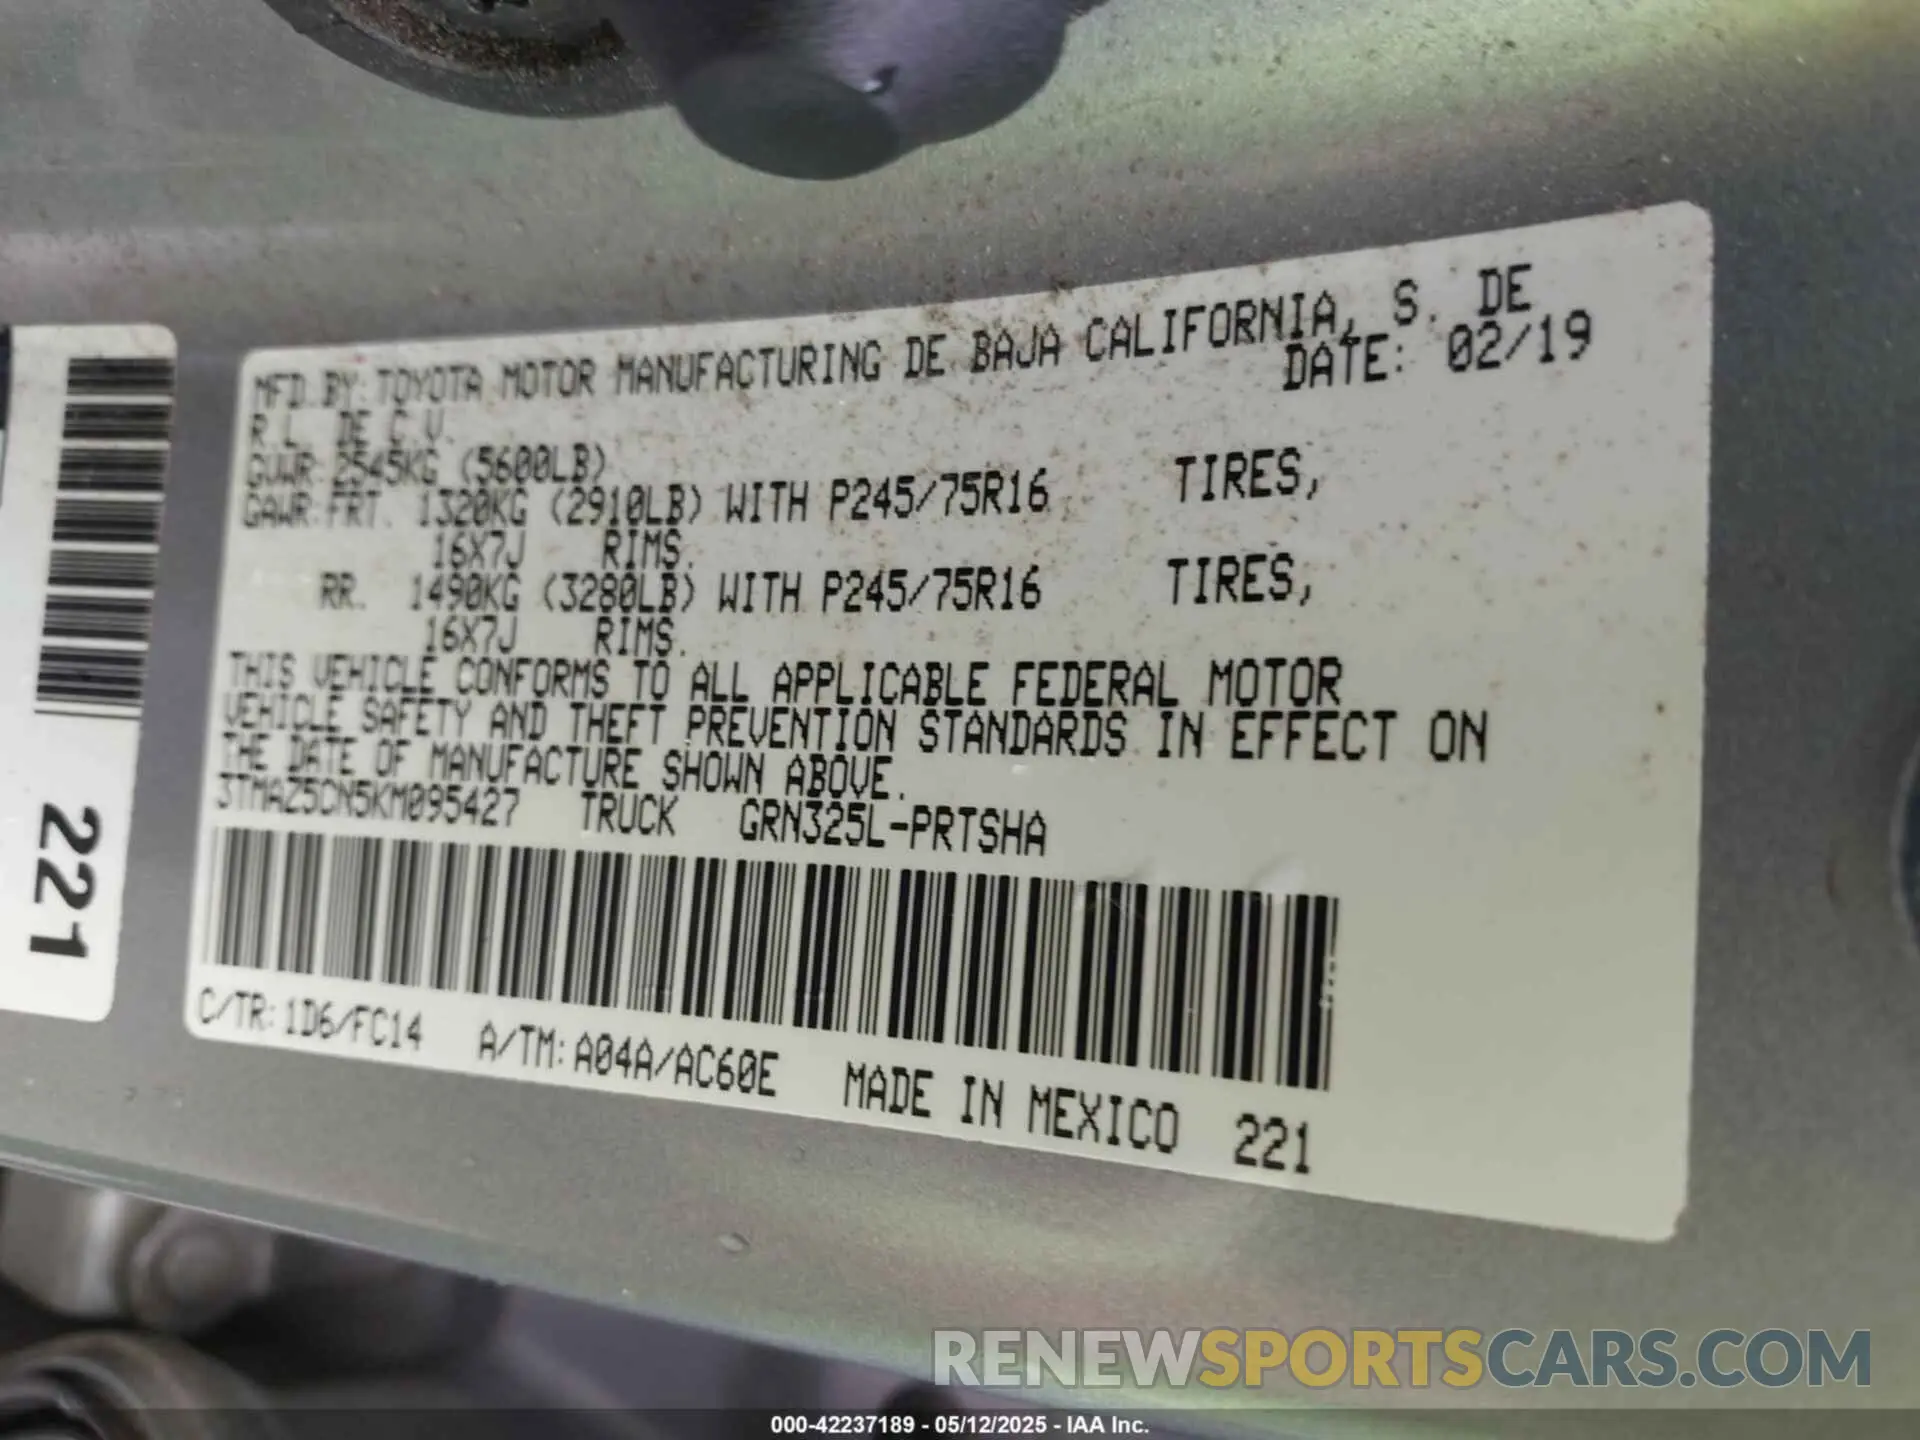 MFD. BY: TOYOTA MOTOR MANUFACTURING DE BAJA CALIFORNIA, S. DE
R.L. DE C.V.
DATE: 02/19
GVWR: 2545KG (5600LB)
GAWR: FRT. 1320KG (2910LB) WITH P245/75R16 TIRES,
16X7J RIMS.
RR. 1490KG (3280LB) WITH P245/75R16 TIRES,
16X7J RIMS.
THIS VEHICLE CONFORMS TO ALL APPLICABLE FEDERAL MOTOR
VEHICLE SAFETY AND THEFT PREVENTION STANDARDS IN EFFECT ON
THE DATE OF MANUFACTURE SHOWN ABOVE.
3TMAZ5CN5KM095427 TRUCK GRN325L-PRTSHA
C/TR: 1D6/FC14 A/TM: A04A/AC60E MADE IN MEXICO 221
221
RENEWSPORTSCARS.COM
000-42237189 - 05/12/2025 - IAA Inc.